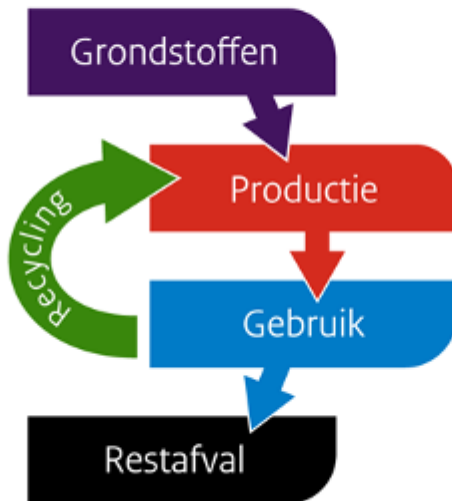 Grondstoffen
Productie
Recycling
Gebruik
Restafval